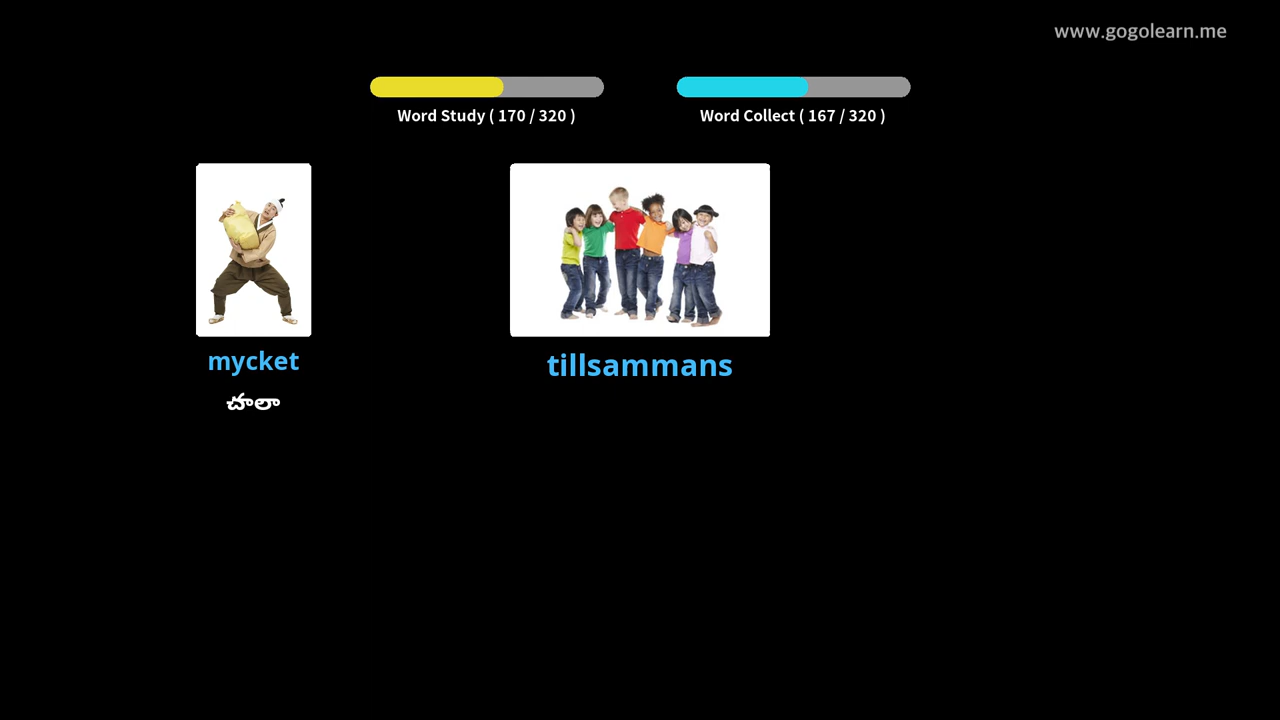 www.gogolearn.me
Word Study ( 170 / 320 )
Word Collect ( 167 / 320 )
mycket
tillsammans
చాలా